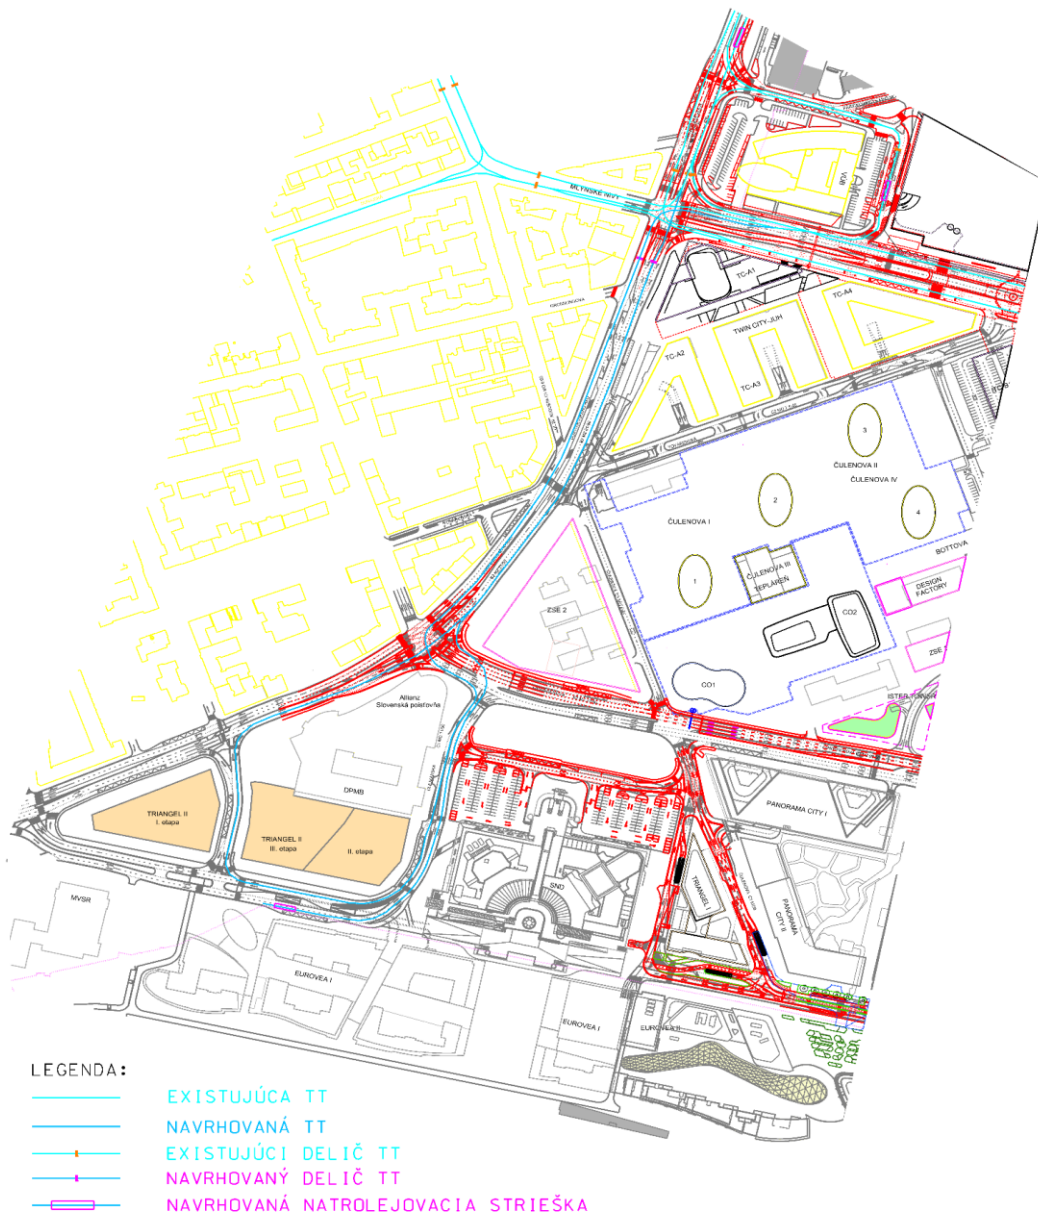 MLYNSKÉ NIVY
VÚB
TC-A1
TC-A4
TWIN CITY-JUH
TC-A2
TC-A3
3
ČULENOVA II
ČULENOVA IV
2
4
ČULENOVA I
BOTTOVA
ČULENOVA III
TEPLÁREŇ
1
DESIGN
FACTORY
ZSE 2
CO2
ZSE
CO1
Allianz
Slovenská poisťovňa
DPMB
PANORAMA CITY I
TRIANGEL II
I. etapa
TRIANGEL II
III. etapa
II. etapa
SND
TRIANGEL I
PANORAMA
CITY II
MVSR
EUROVEA I
EUROVEA I
EUROVEA II
LEGENDA:
EXISTUJÚCA TT
NAVRHOVANÁ TT
EXISTUJÚCI DELIČ TT
NAVRHOVANÝ DELIČ TT
NAVRHOVANÁ NATROLEJOVACIA STRIEŠKA